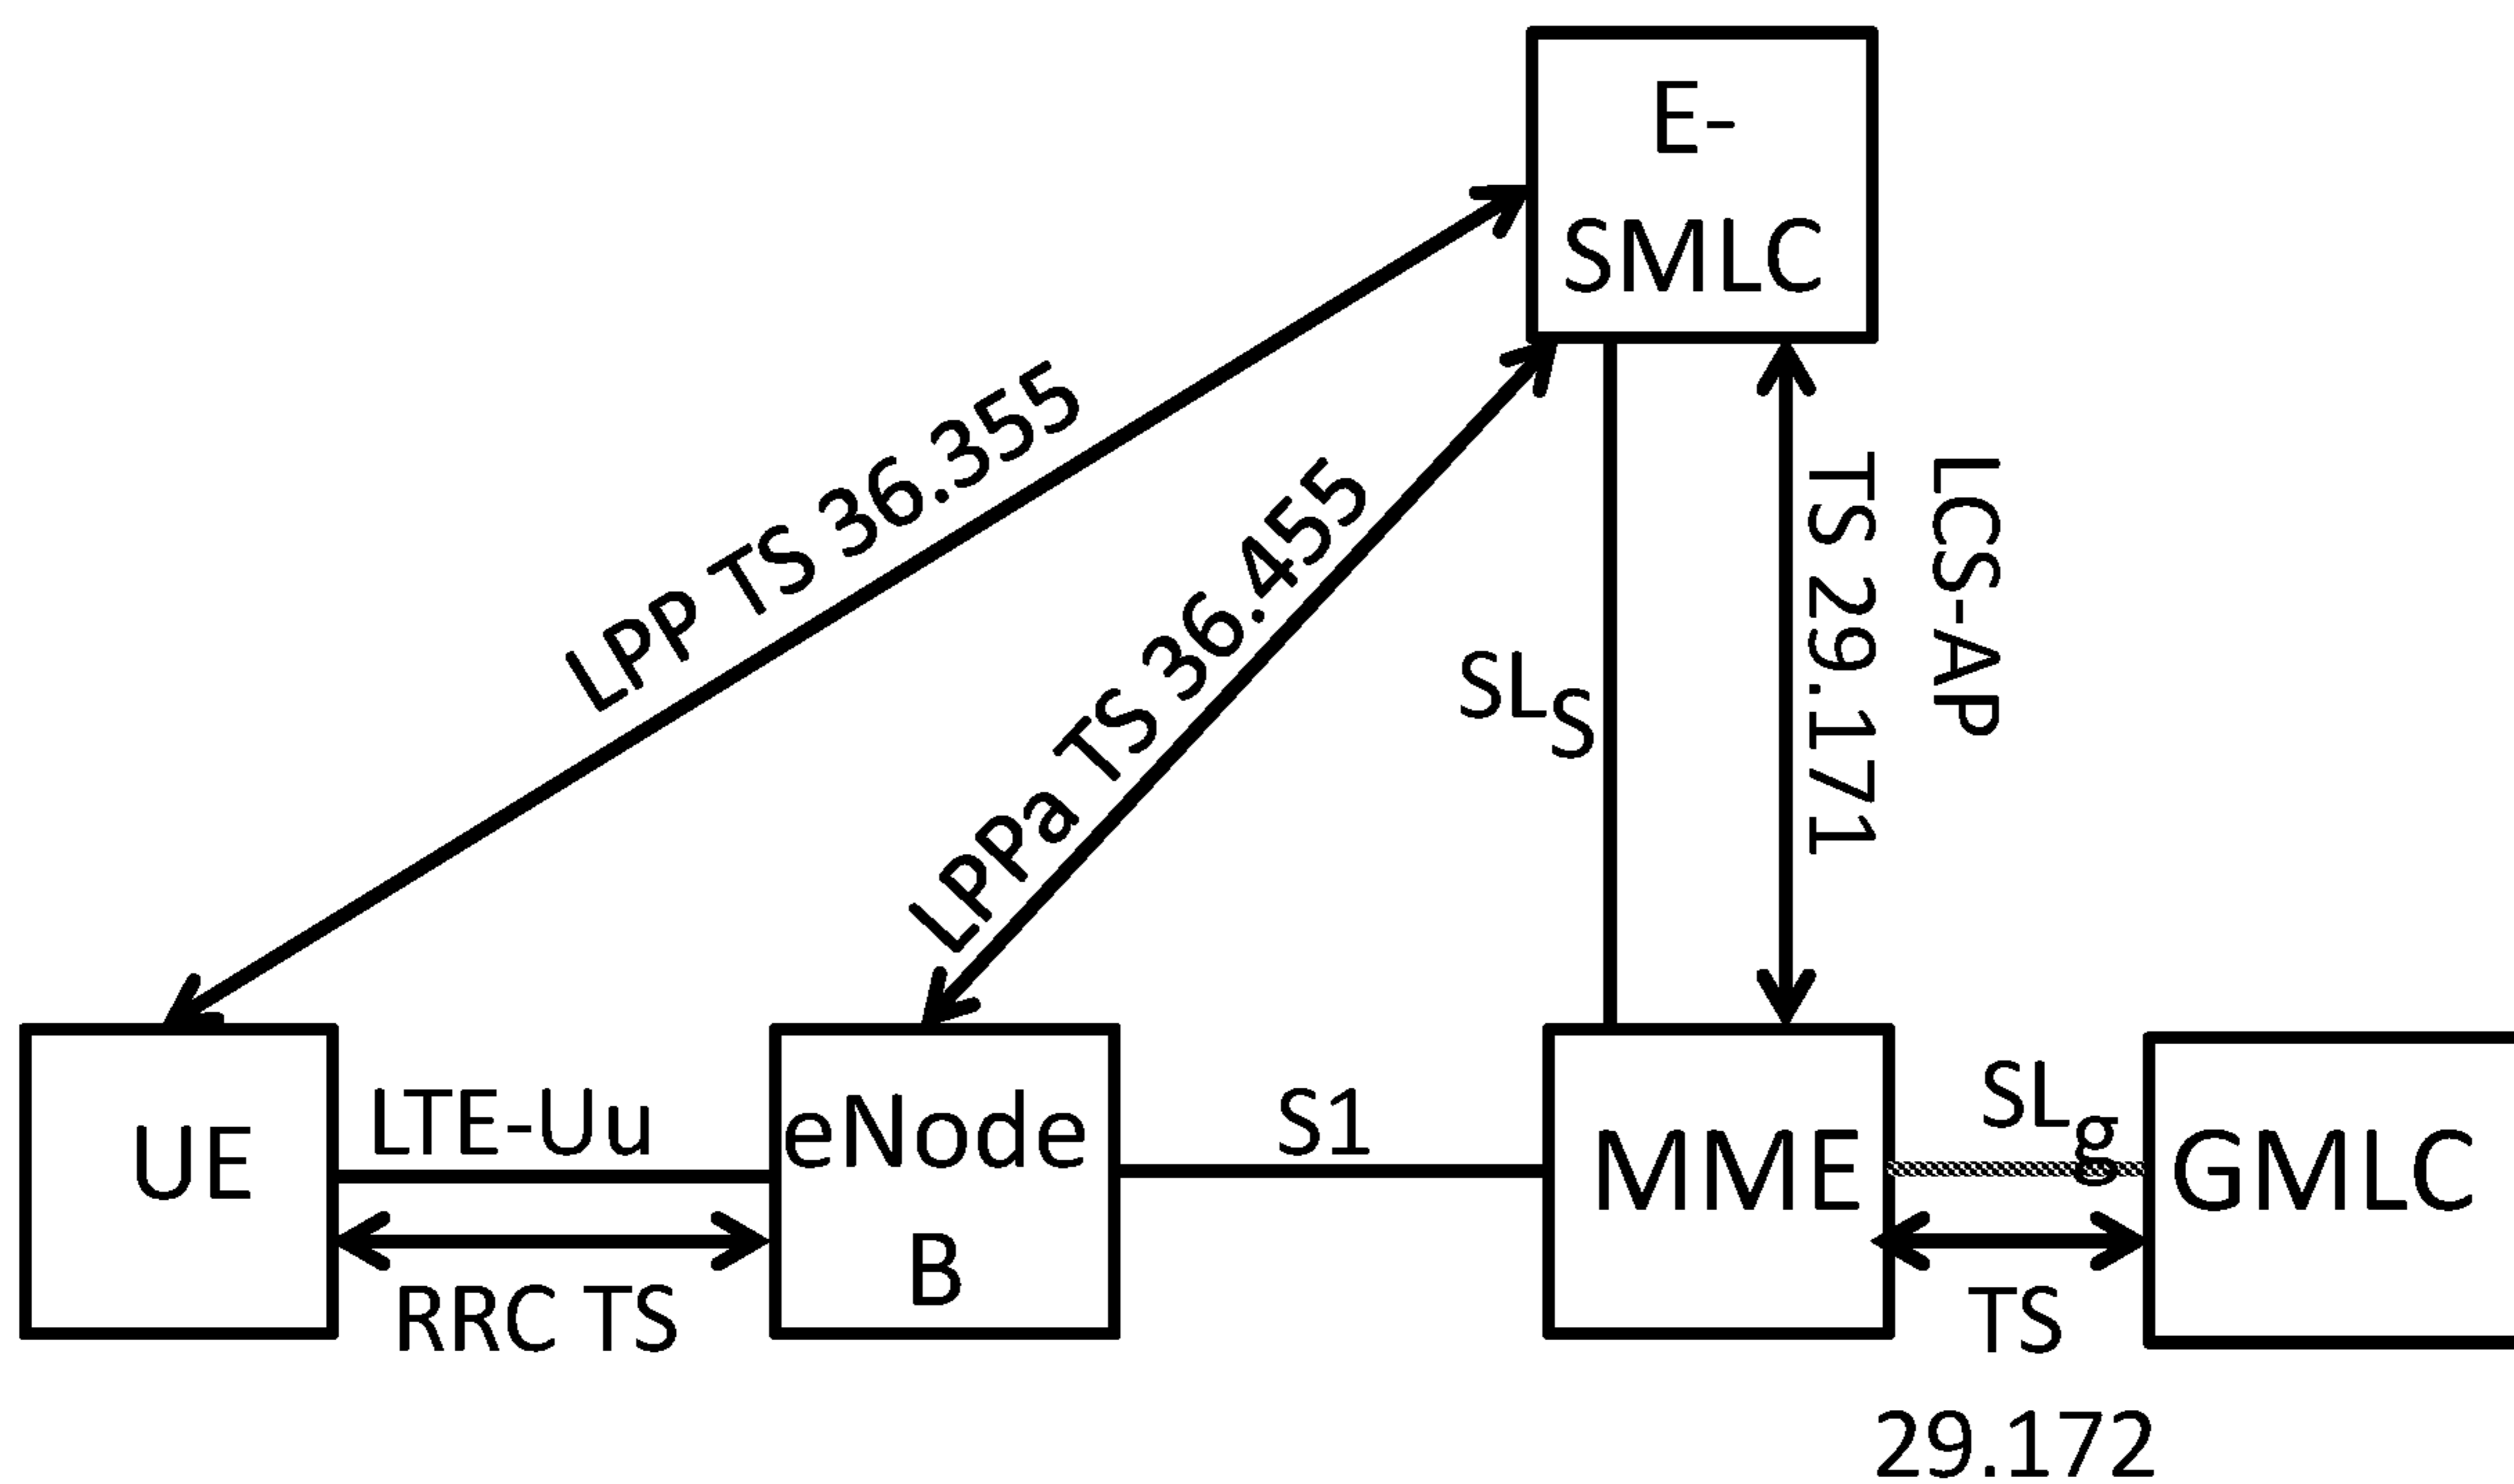 E-
SMLC
LPP TS 36.355
LPPa TS 36.455
SLS
TS 29.171
LCS-AP
UE
LTE-Uu
RRC TS
eNode
B
S1
MME
SLg
TS
29.172
GMLC